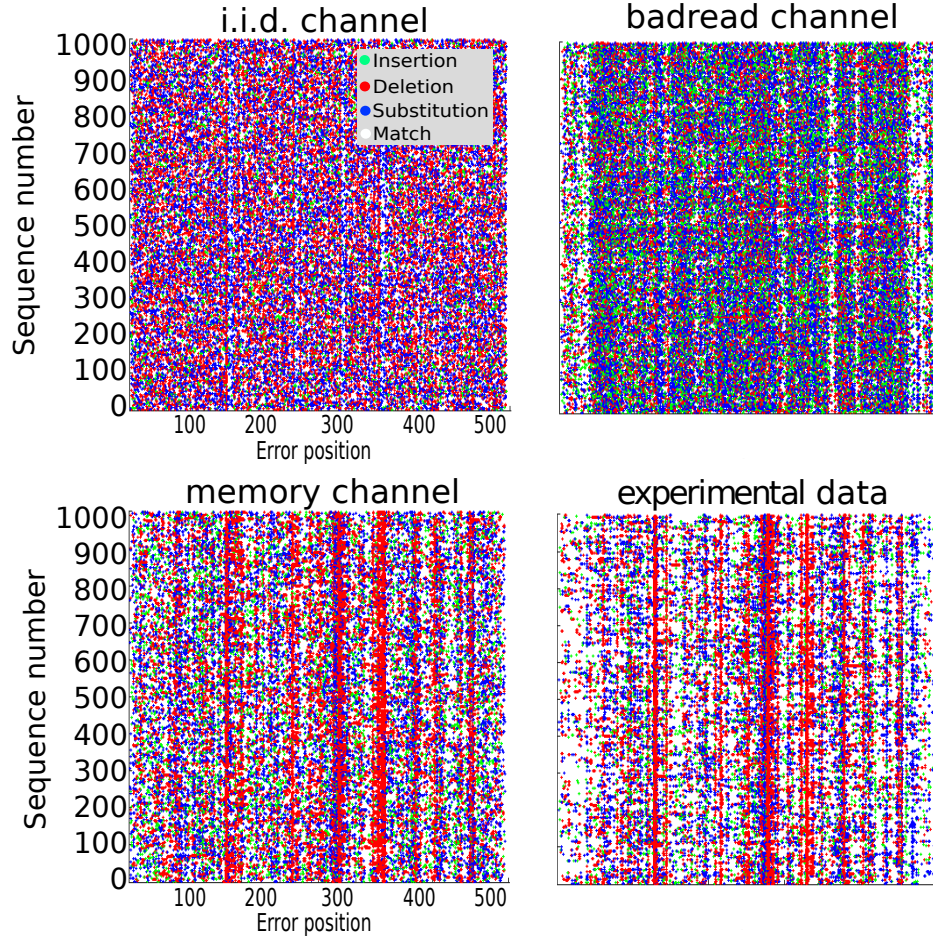 i.i.d. channel
badread channel
Sequence number
1000
900
800
700
600
500
400
300
200
100
0
Insertion
Deletion
Substitution
Match
100 200 300 400 500
Error position
memory channel
experimental data
Sequence number
1000
900
800
700
600
500
400
300
200
100
0
100 200 300 400 500
Error position